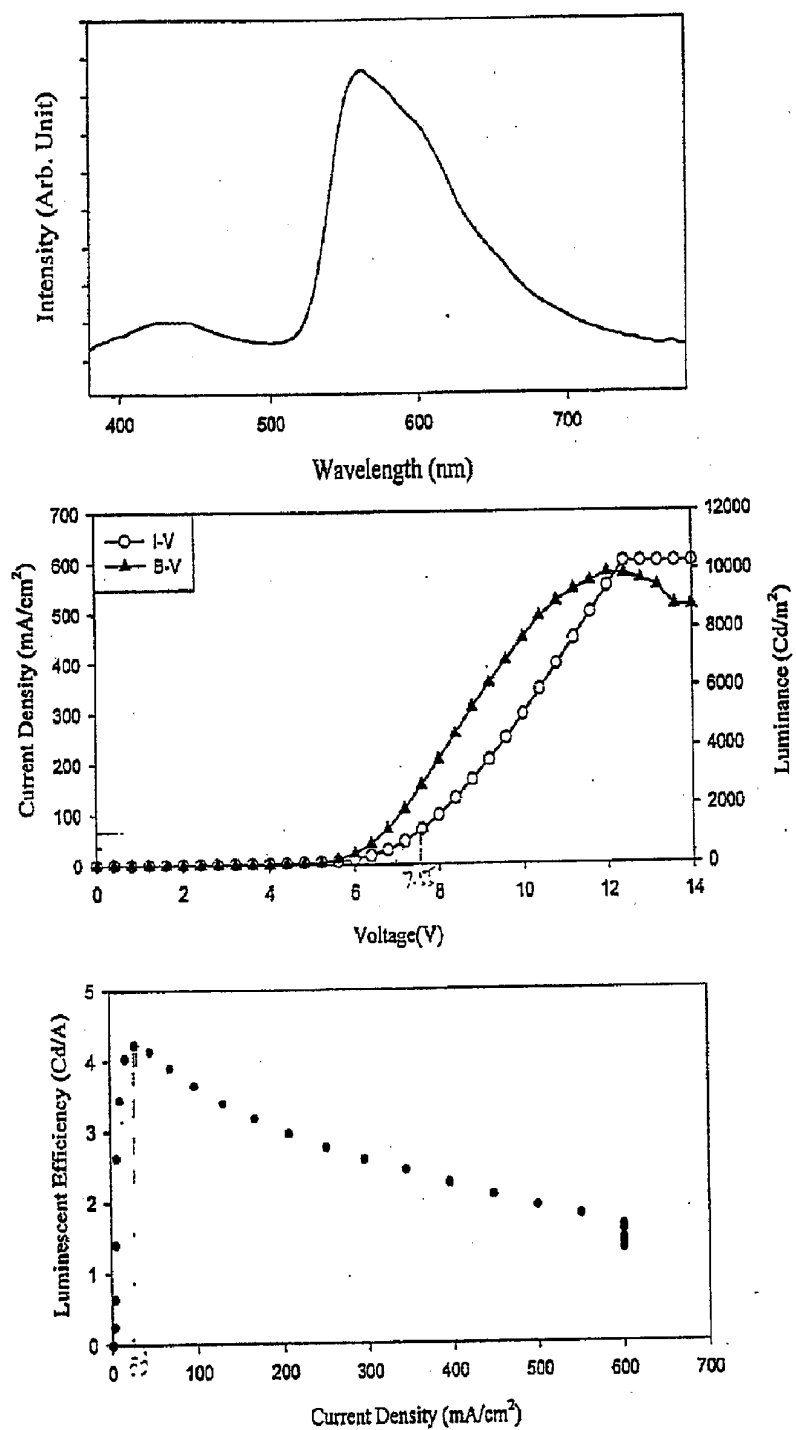 Intensity (Arb. Unit)
400 500 600 700
Wavelength (nm)
I-V
B-V
Current Density (mA/cm²)
700
600
500
400
300
200
100
0
Luminance (Cd/m²)
12000
10000
8000
6000
4000
2000
0
0 2 4 6 8 10 12 14
Voltage(V)
Luminescent Efficiency (Cd/A)
5
4
3
2
1
0
0 100 200 300 400 500 600 700
Current Density (mA/cm²)